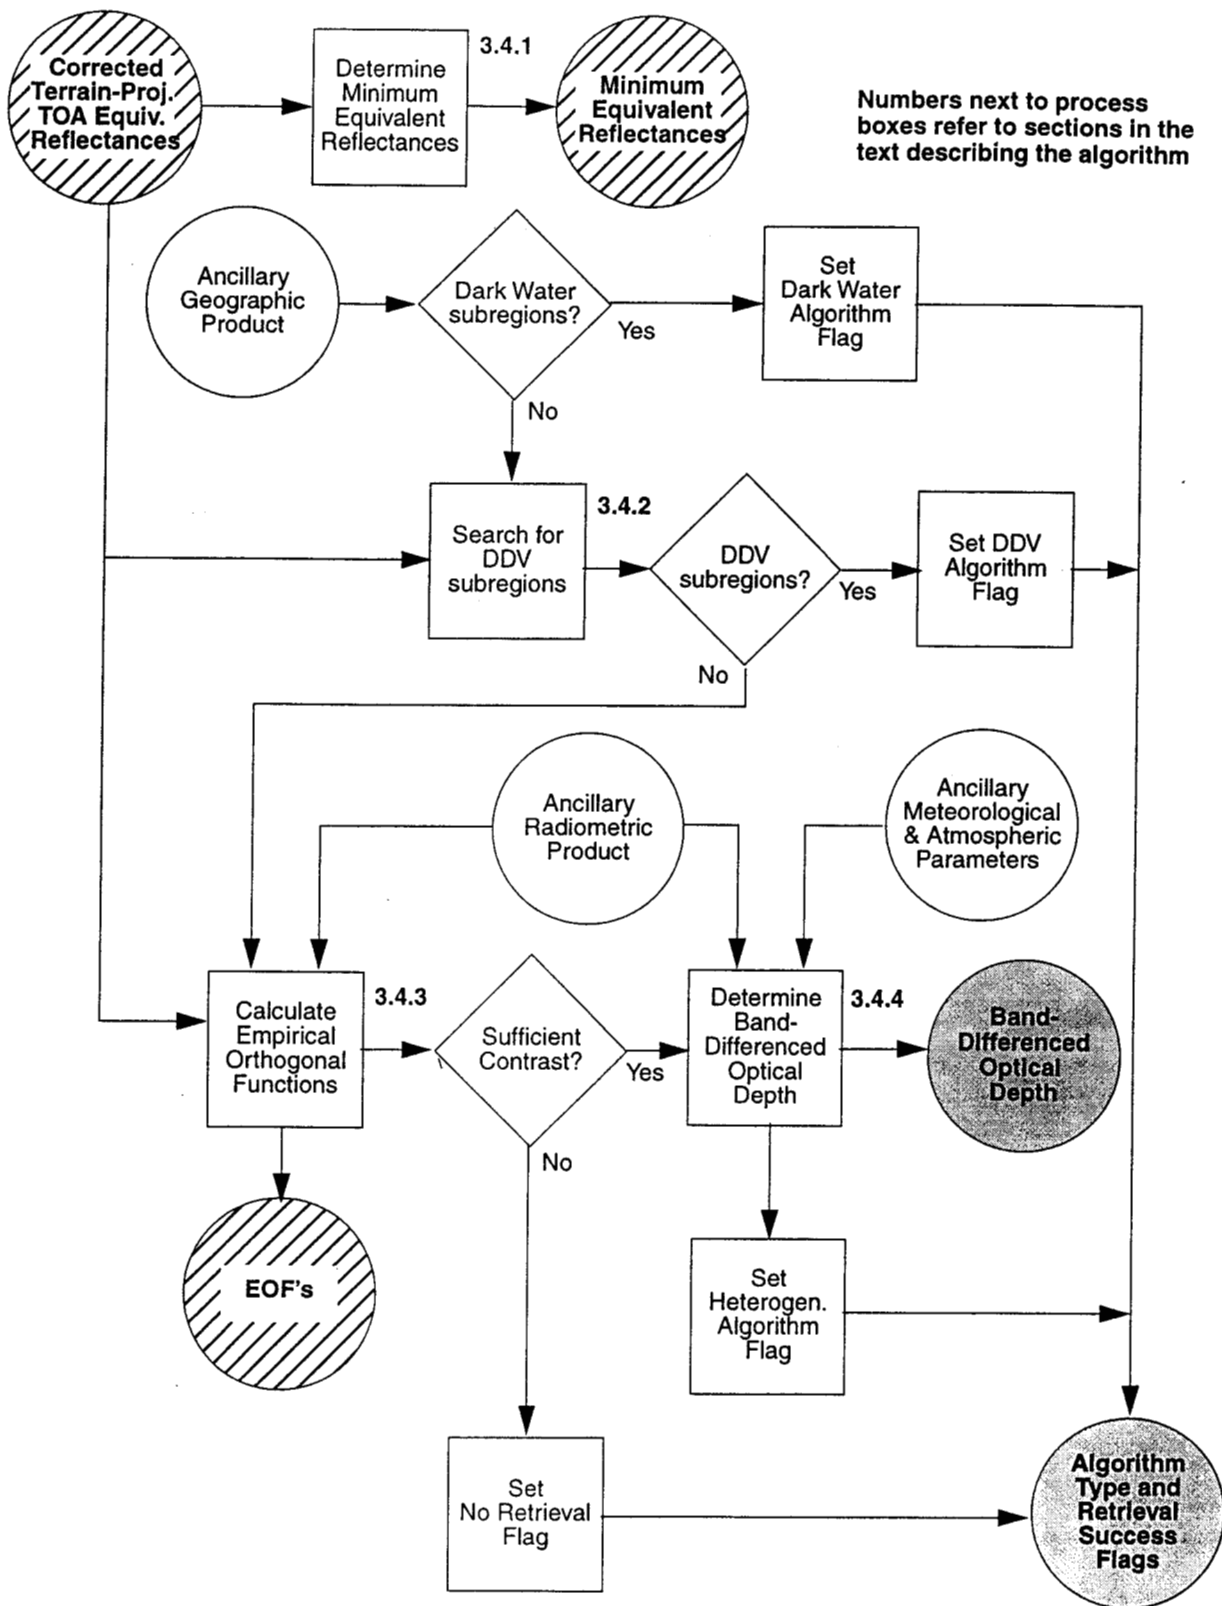 Corrected
Terrain-Proj.
TOA Equiv.
Reflectances
Determine
Minimum
Equivalent
Reflectances
3.4.1
Minimum
Equivalent
Reflectances
Numbers next to process
boxes refer to sections in the
text describing the algorithm
Ancillary
Geographic
Product
Dark Water
subregions?
Yes
No
Set
Dark Water
Algorithm
Flag
Search for
DDV
subregions
3.4.2
DDV
subregions?
Yes
No
Set DDV
Algorithm
Flag
Ancillary
Radiometric
Product
Ancillary
Meteorological
& Atmospheric
Parameters
Calculate
Empirical
Orthogonal
Functions
3.4.3
Sufficient
Contrast?
Yes
No
Determine
Band-
Differenced
Optical
Depth
3.4.4
Band-
Differenced
Optical
Depth
EOF's
Set
Heterogen.
Algorithm
Flag
Set
No Retrieval
Flag
Algorithm
Type and
Retrieval
Success
Flags